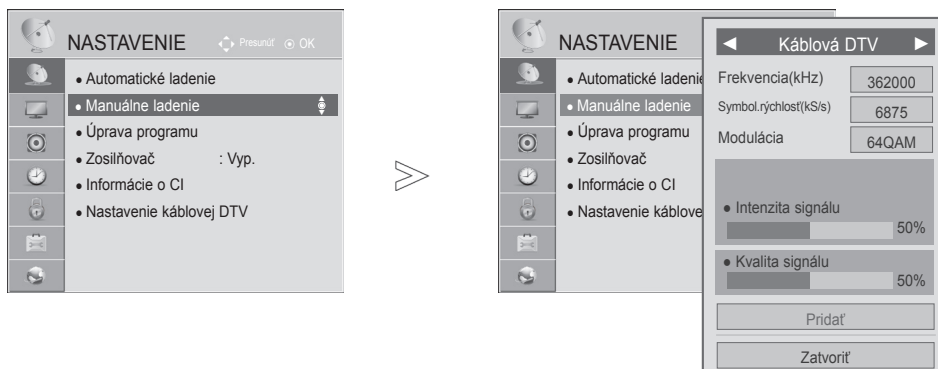 NASTAVENIE Presunúť OK
• Automatické ladenie
• Manuálne ladenie
• Úprava programu
• Zosilňovač : Vyp.
• Informácie o CI
• Nastavenie káblovej DTV
NASTAVENIE
• Automatické ladenie
• Manuálne ladenie
• Úprava programu
• Zosilňovač
• Informácie o CI
• Nastavenie káblove
◄ Káblová DTV ►
Frekvencia(kHz) 362000
Symbol.rýchlosť(kS/s) 6875
Modulácia 64QAM
• Intenzita signálu
50%
• Kvalita signálu
50%
Pridať
Zatvoriť